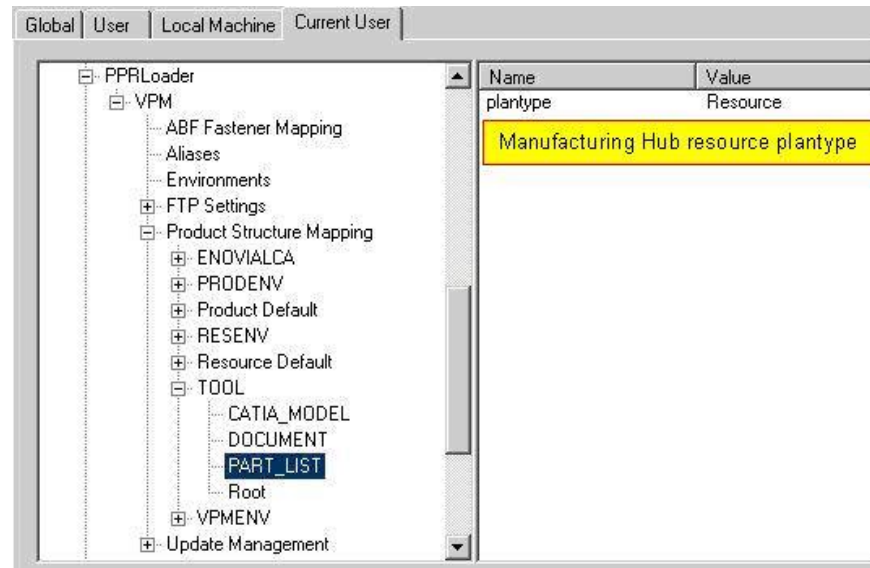 Global User Local Machine Current User
PPRLoader
VPM
ABF Fastener Mapping
Aliases
Environments
FTP Settings
Product Structure Mapping
ENOVIALCA
PRODENV
Product Default
RESENV
Resource Default
TOOL
CATIA_MODEL
DOCUMENT
PART_LIST
Root
VPMENV
Update Management
Name Value
plantype Resource
Manufacturing Hub resource plantype